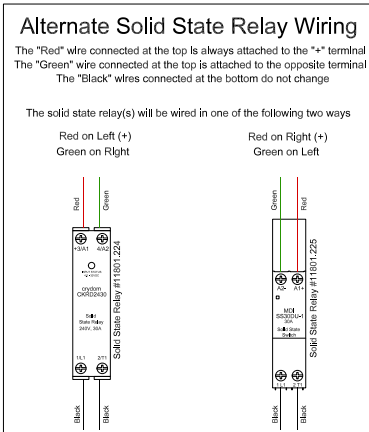 Alternate Solid State Relay Wiring
The "Red" wire connected at the top is always attached to the "+" terminal
The "Green" wire connected at the top is attached to the opposite terminal
The "Black" wires connected at the bottom do not change
The solid state relay(s) will be wired in one of the following two ways
Red on Left (+)
Green on Right
Red
Green
+3/A1 4/A2
INPUT STATUS
crydom
CKRD2430
Solid
State Relay
240V, 30A
1/L1 2/T1
Solid State Relay #11801.224
Black
Black
Red on Right (+)
Green on Left
Green
Red
A2- A1+
MDI
SS30DU-1
30A
Solid State
Switch
1 L1 2 T1
Solid State Relay #11801.225
Black
Black